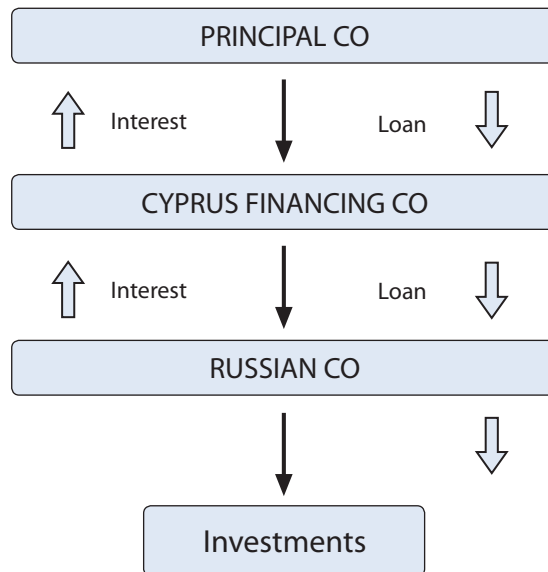 PRINCIPAL CO
Interest Loan
CYPRUS FINANCING CO
Interest Loan
RUSSIAN CO
Investments